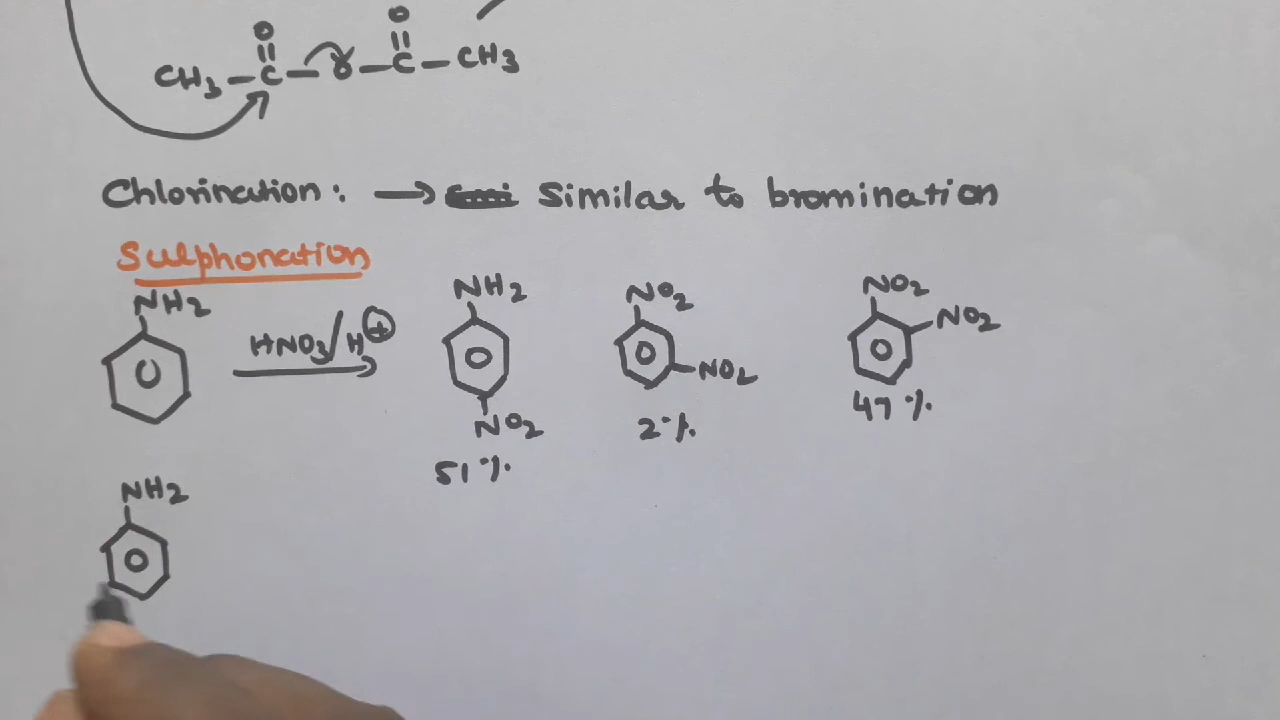 O O
CH3 – C – O – C – CH3
Chlorination: → Similar to bromination
Sulphonation
NH2 HNO3/H⊕ NH2 NO2 NO2
NO2 NO2 NO2
51 % 2 % 47 %
NH2